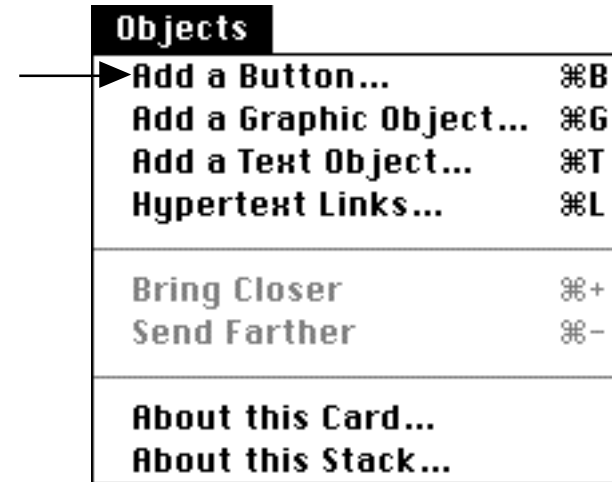 Objects
Add a Button... ⌘B
Add a Graphic Object... ⌘G
Add a Text Object... ⌘T
Hypertext Links... ⌘L
Bring Closer ⌘+
Send Farther ⌘-
About this Card...
About this Stack...